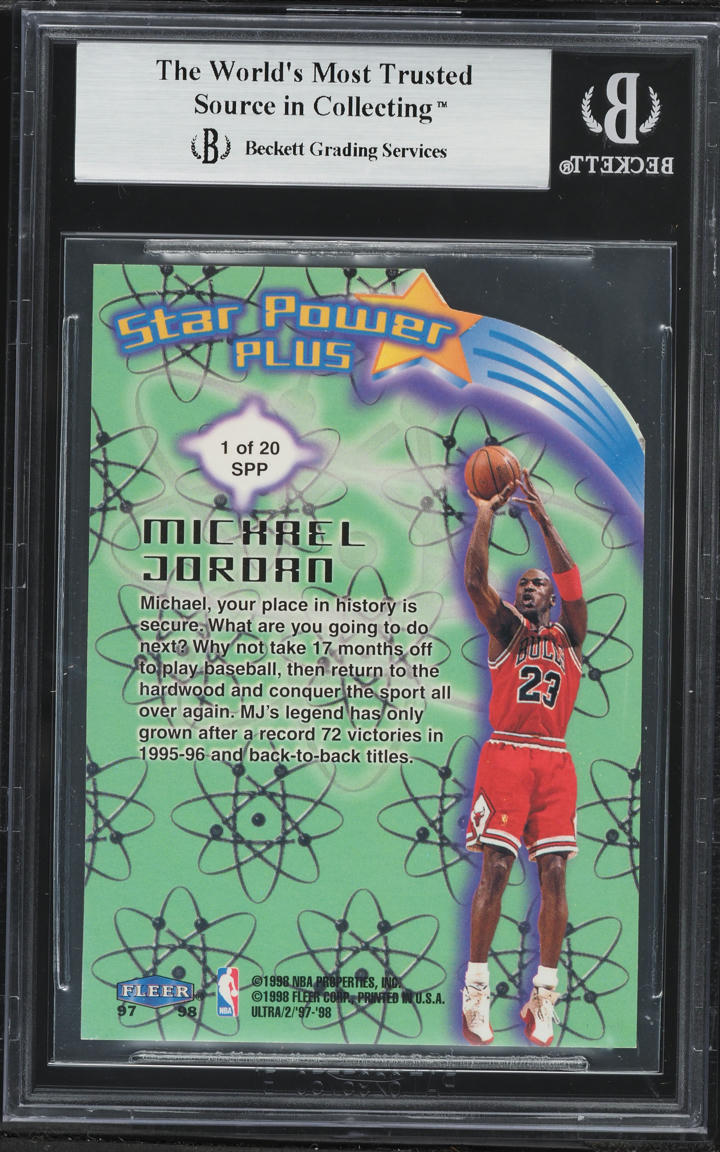 The World's Most Trusted
Source in Collecting™
B Beckett Grading Services
B
BECKETT®
Star Power
PLUS
1 of 20
SPP
MICHAEL
JORDAN
Michael, your place in history is
secure. What are you going to do
next? Why not take 17 months off
to play baseball, then return to the
hardwood and conquer the sport all
over again. MJ's legend has only
grown after a record 72 victories in
1995-96 and back-to-back titles.
BULLS
23
FLEER®
97 98
NBA
©1998 NBA PROPERTIES, INC.
©1998 FLEER CORP., PRINTED IN U.S.A.
ULTRA/2/'97-'98